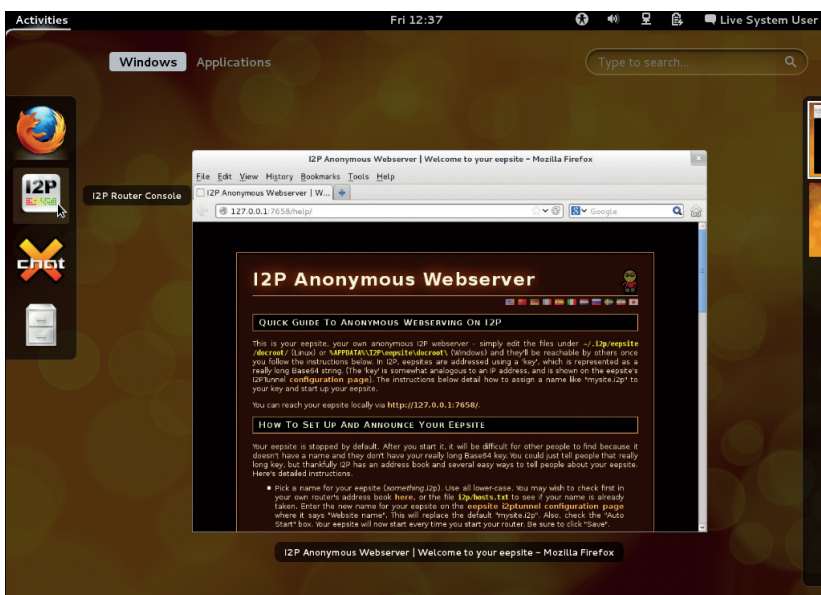 Activities Fri 12:37 Live System User
Windows Applications Type to search...
I2P Anonymous Webserver | Welcome to your eepsite – Mozilla Firefox
File Edit View History Bookmarks Tools Help
I2P
I2P Router Console
I2P Anonymous Webserver | W...
127.0.0.1:7658/help/ Google
chat
I2P Anonymous Webserver
Quick Guide To Anonymous Webserving On I2P
This is your eepsite, your own anonymous I2P webserver - simply edit the files under ~/.i2p/eepsite
/docroot/ (Linux) or %APPDATA%\I2P\eepsite\docroot\ (Windows) and they'll be reachable by others once
you follow the instructions below. In I2P, eepsites are addressed using a 'key', which is represented as a
really long Base64 string. (The 'key' is somewhat analogous to an IP address, and is shown on the eepsite's
I2PTunnel configuration page). The instructions below detail how to assign a name like "mysite.i2p" to
your key and start up your eepsite.
You can reach your eepsite locally via http://127.0.0.1:7658/.
How To Set Up And Announce Your Eepsite
Your eepsite is stopped by default. After you start it, it will be difficult for other people to find because it
doesn't have a name and they don't have your really long Base64 key. You could just tell people that really
long key, but thankfully I2P has an address book and several easy ways to tell people about your eepsite.
Here's detailed instructions.
Pick a name for your eepsite (something.i2p). Use all lower-case. You may wish to check first in
your own router's address book here, or the file i2p/hosts.txt to see if your name is already
taken. Enter the new name for your eepsite on the eepsite i2ptunnel configuration page
where it says "Website name". This will replace the default "mysite.i2p". Also, check the "Auto
Start" box. Your eepsite will now start every time you start your router. Be sure to click "Save".
I2P Anonymous Webserver | Welcome to your eepsite – Mozilla Firefox